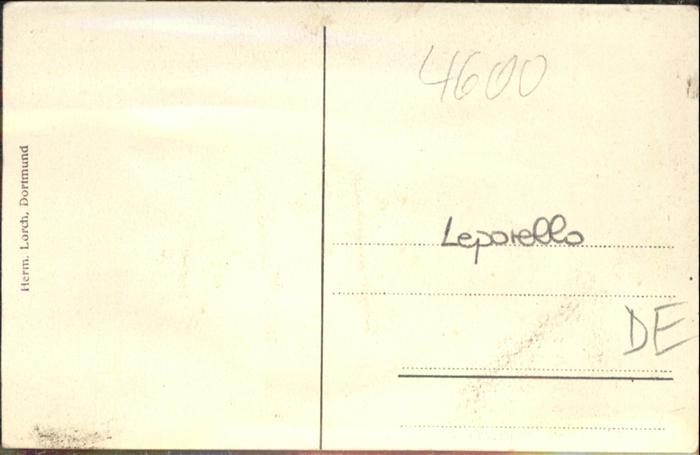 Herm. Lorch, Dortmund
4600
Leporello
DE